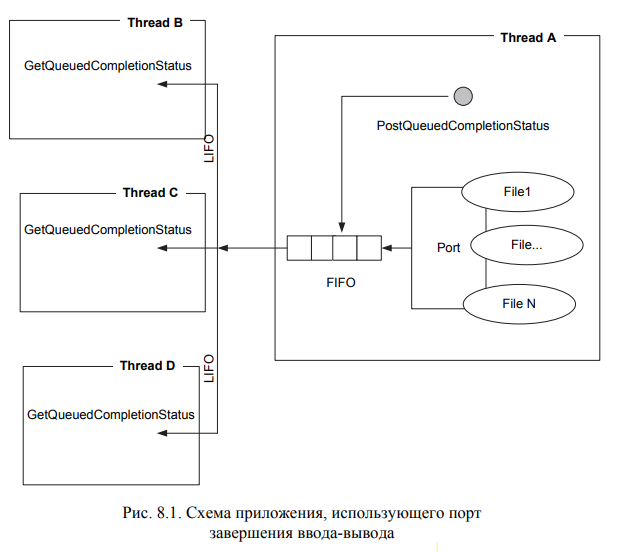 Thread B
GetQueuedCompletionStatus
LIFO
Thread A
PostQueuedCompletionStatus
Thread C
GetQueuedCompletionStatus
File1
Port
File...
FIFO
File N
LIFO
Thread D
GetQueuedCompletionStatus
Рис. 8.1. Схема приложения, использующего порт
завершения ввода-вывода